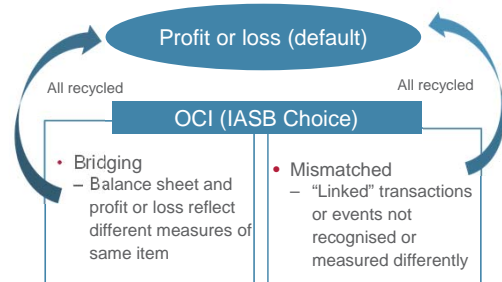 Profit or loss (default)
All recycled
All recycled
OCI (IASB Choice)
• Bridging
– Balance sheet and
profit or loss reflect
different measures of
same item
• Mismatched
– “Linked” transactions
or events not
recognised or
measured differently